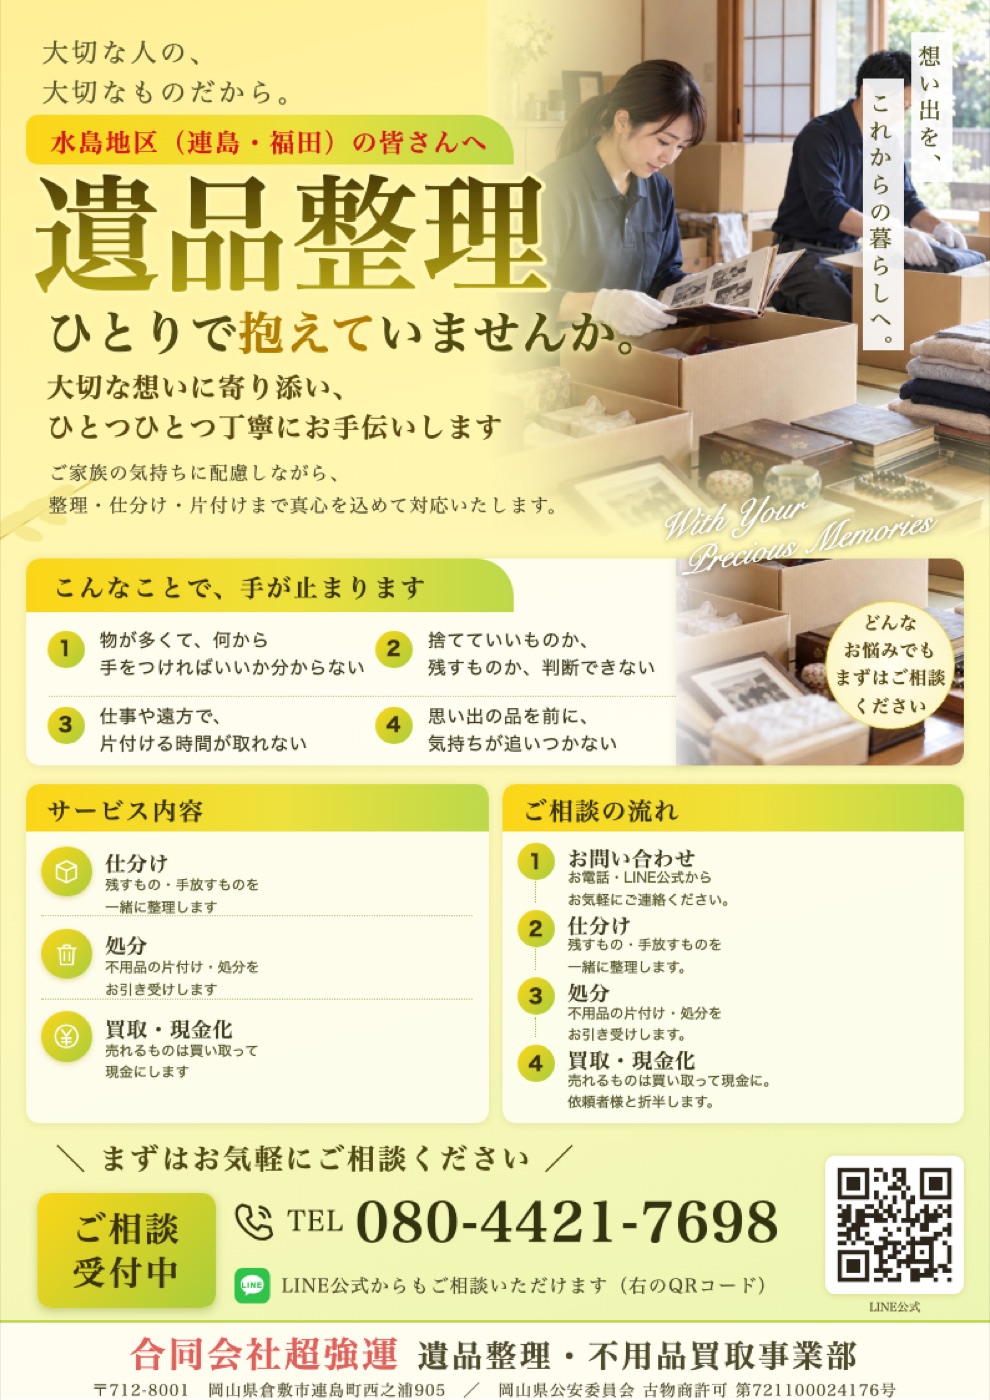 大切な人の、
大切なものだから。
水島地区（連島・福田）の皆さんへ
遺品整理
ひとりで抱えていませんか。
大切な想いに寄り添い、
ひとつひとつ丁寧にお手伝いします
ご家族の気持ちに配慮しながら、
整理・仕分け・片付けまで真心を込めて対応いたします。
想い出を、
これからの暮らしへ。
With Your
Precious Memories
こんなことで、手が止まります
1 物が多くて、何から
手をつければいいか分からない
2 捨てていいものか、
残すものか、判断できない
3 仕事や遠方で、
片付ける時間が取れない
4 思い出の品を前に、
気持ちが追いつかない
どんな
お悩みでも
まずはご相談
ください
サービス内容
仕分け
残すもの・手放すものを
一緒に整理します
処分
不用品の片付け・処分を
お引き受けします
買取・現金化
売れるものは買い取って
現金にします
ご相談の流れ
1 お問い合わせ
お電話・LINE公式から
お気軽にご連絡ください。
2 仕分け
残すもの・手放すものを
一緒に整理します。
3 処分
不用品の片付け・処分を
お引き受けします。
4 買取・現金化
売れるものは買い取って現金に。
依頼者様と折半します。
＼ まずはお気軽にご相談ください ／
ご相談
受付中
TEL 080-4421-7698
LINE
LINE公式からもご相談いただけます（右のQRコード）
LINE公式
合同会社超強運 遺品整理・不用品買取事業部
〒712-8001 岡山県倉敷市連島町西之浦905 ／ 岡山県公安委員会 古物商許可 第721100024176号